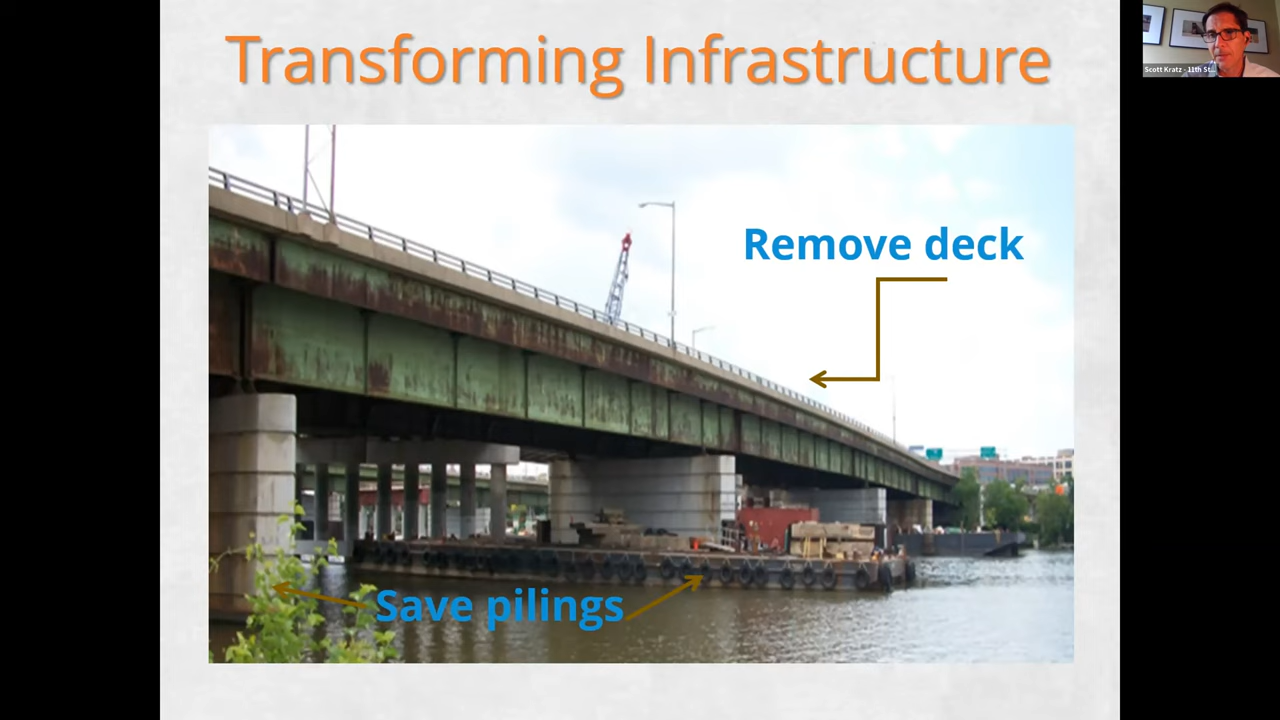 Transforming Infrastructure
Scott Kratz - 11th St...
Remove deck
Save pilings